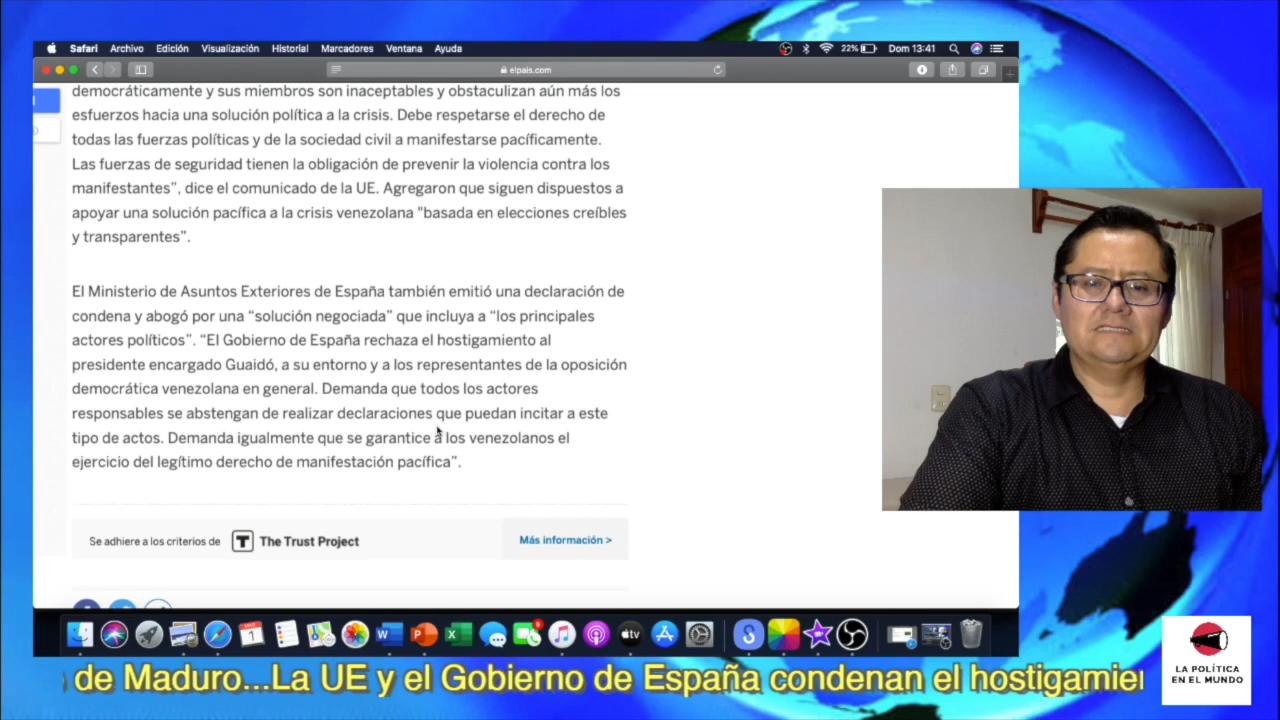 Safari Archivo Edición Visualización Historial Marcadores Ventana Ayuda 22% Dom 13:41
elpais.com
democráticamente y sus miembros son inaceptables y obstaculizan aún más los
esfuerzos hacia una solución política a la crisis. Debe respetarse el derecho de
todas las fuerzas políticas y de la sociedad civil a manifestarse pacíficamente.
Las fuerzas de seguridad tienen la obligación de prevenir la violencia contra los
manifestantes”, dice el comunicado de la UE. Agregaron que siguen dispuestos a
apoyar una solución pacífica a la crisis venezolana "basada en elecciones creíbles
y transparentes”.
El Ministerio de Asuntos Exteriores de España también emitió una declaración de
condena y abogó por una “solución negociada” que incluya a “los principales
actores políticos”. “El Gobierno de España rechaza el hostigamiento al
presidente encargado Guaidó, a su entorno y a los representantes de la oposición
democrática venezolana en general. Demanda que todos los actores
responsables se abstengan de realizar declaraciones que puedan incitar a este
tipo de actos. Demanda igualmente que se garantice a los venezolanos el
ejercicio del legítimo derecho de manifestación pacífica”.
Se adhiere a los criterios de T The Trust Project
Más información >
de Maduro...La UE y el Gobierno de España condenan el hostigamie
LA POLÍTICA
EN EL MUNDO